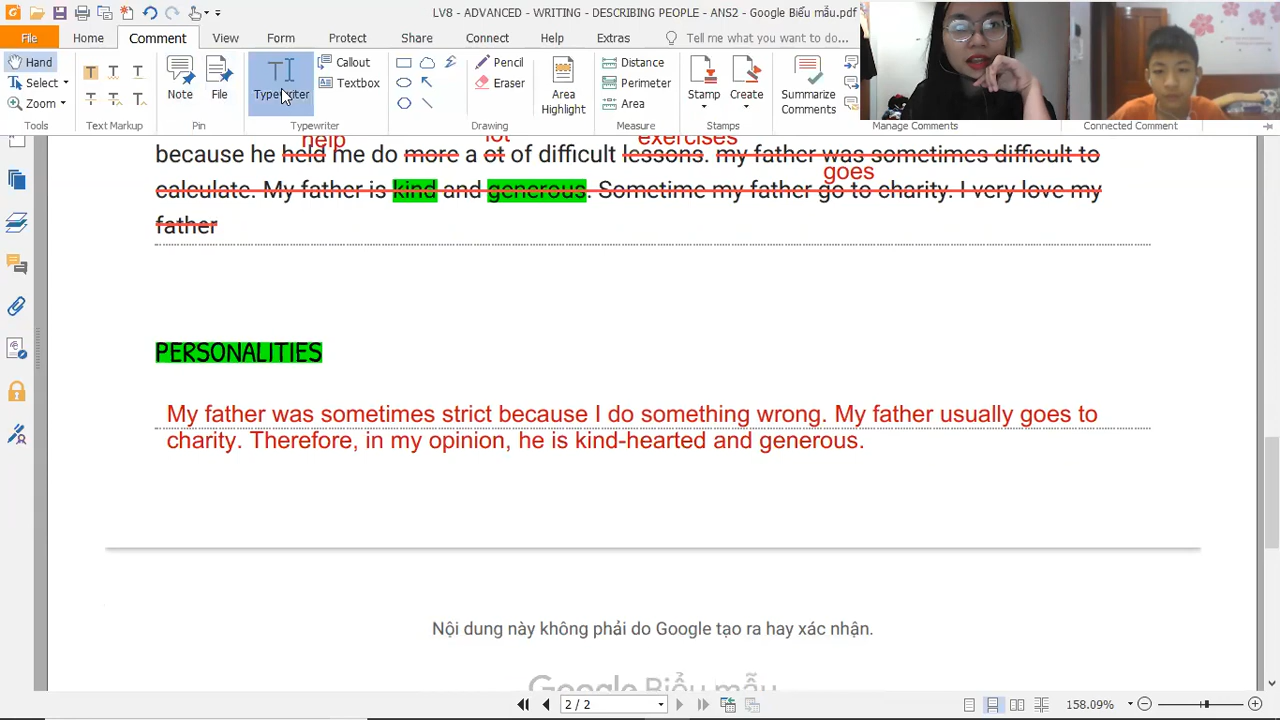 LV8 - ADVANCED - WRITING - DESCRIBING PEOPLE - ANS2 - Google Biểu mẫu.pdf
File Home Comment View Form Protect Share Connect Help Extras Tell me what you want to do...
Hand Select Zoom Tools
Text Markup
Note File Pin
Typewriter Callout Textbox Typewriter
Pencil Eraser Drawing
Area Highlight
Distance Perimeter Area Measure
Stamp Create Stamps
Summarize Comments Manage Comments
Connected Comment
help lot exercises
because he held me do more a ot of difficult lessons. my father was sometimes difficult to
goes
calculate. My father is kind and generous. Sometime my father go to charity. I very love my
father
PERSONALITIES
My father was sometimes strict because I do something wrong. My father usually goes to
charity. Therefore, in my opinion, he is kind-hearted and generous.
Nội dung này không phải do Google tạo ra hay xác nhận.
Google Biểu mẫu
2 / 2 158.09%